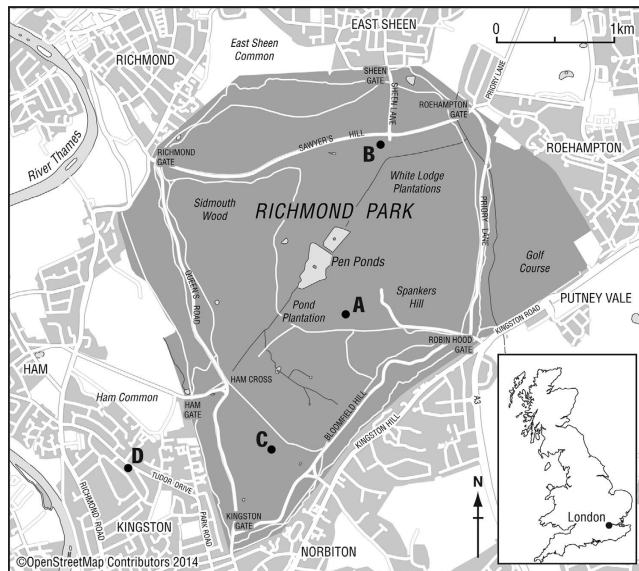 EAST SHEEN
0
1km
RICHMOND
East Sheen
Common
SHEEN
GATE
SHEEN LANE
PRIORY LANE
ROEHAMPTON
GATE
River Thames
RICHMOND
GATE
SAWYER'S HILL
B
ROEHAMPTON
White Lodge
Plantations
Sidmouth
Wood
RICHMOND PARK
PRIORY LANE
Golf
Course
Pen Ponds
QUEEN'S ROAD
Spankers
Hill
Pond
Plantation
A
PUTNEY VALE
KINGSTON ROAD
ROBIN HOOD
GATE
HAM
HAM CROSS
Ham Common
HAM
GATE
BLOOMFIELD HILL
KINGSTON HILL
A3
D
C
TUDOR DRIVE
RICHMOND ROAD
PARK ROAD
KINGSTON
KINGSTON
GATE
NORBITON
N
London
©OpenStreetMap Contributors 2014